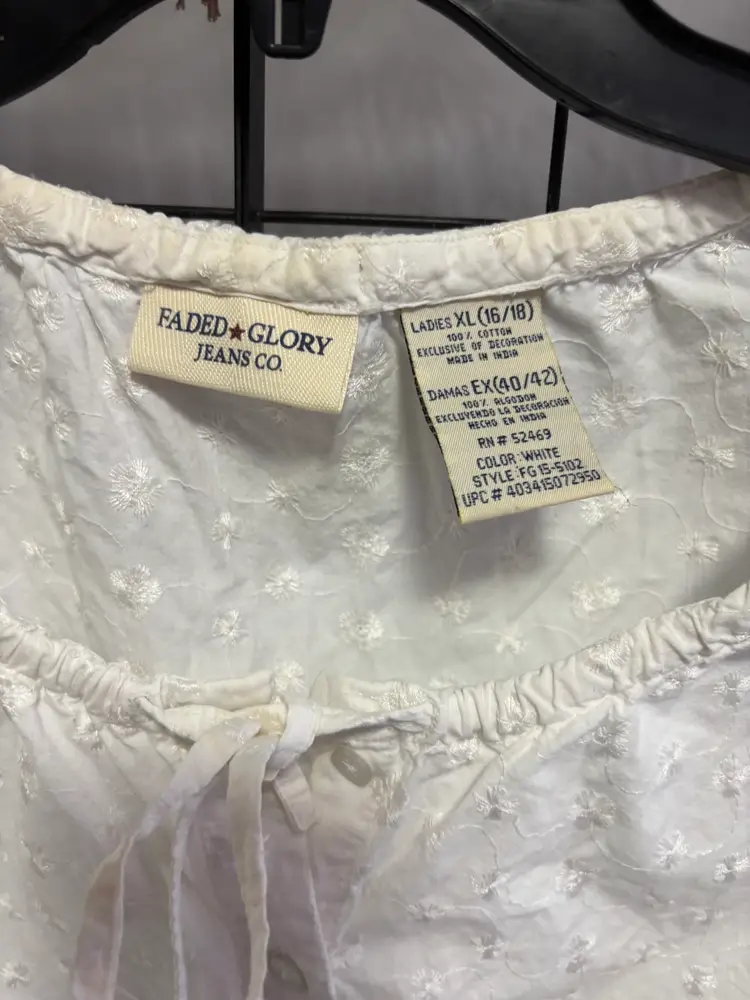 FADED★GLORY
JEANS CO.
LADIES XL (16/18)
100% COTTON
EXCLUSIVE OF DECORATION
MADE IN INDIA
DAMAS EX(40/42)
100% ALGODON
EXCLUYENDO LA DECORACION
HECHO EN INDIA
RN# 52469
COLOR:WHITE
STYLE:FG15-5102
UPC# 403415072950